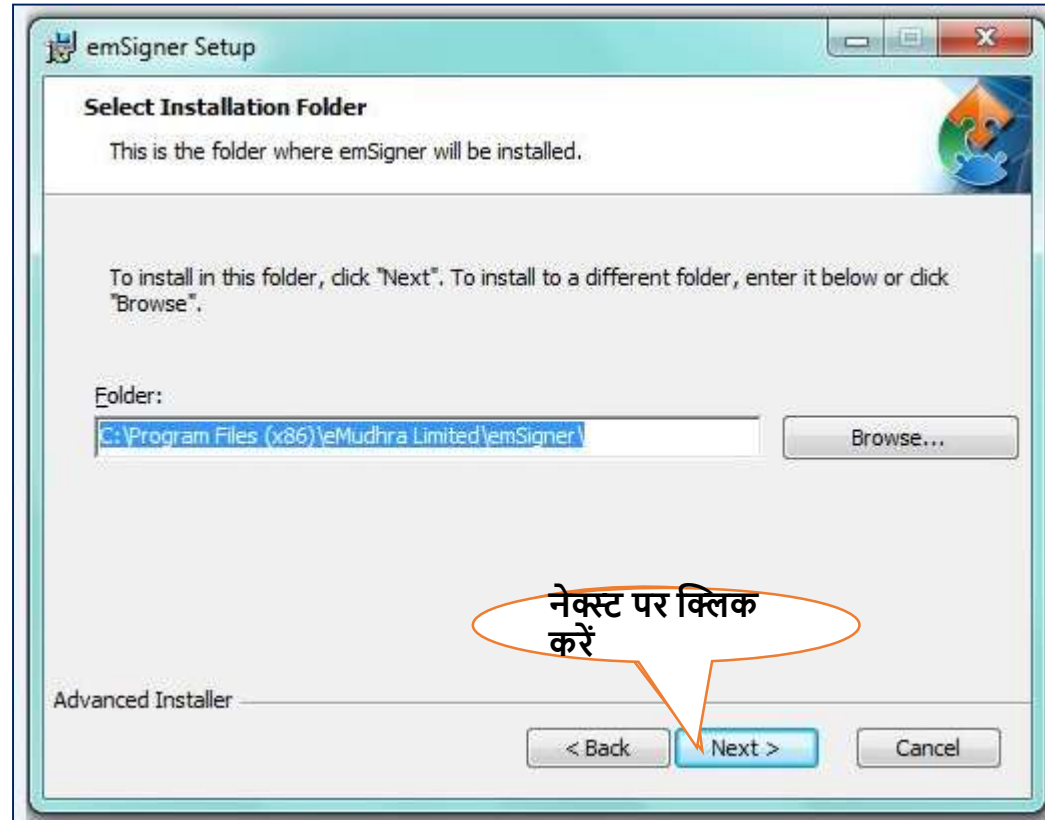 emSigner Setup
Select Installation Folder
This is the folder where emSigner will be installed.
To install in this folder, click "Next". To install to a different folder, enter it below or click
"Browse".
Folder:
C:\Program Files (x86)\eMudhra Limited\emSigner\
Browse...
नेक्स्ट पर क्लिक
करें
Advanced Installer
< Back
Next >
Cancel